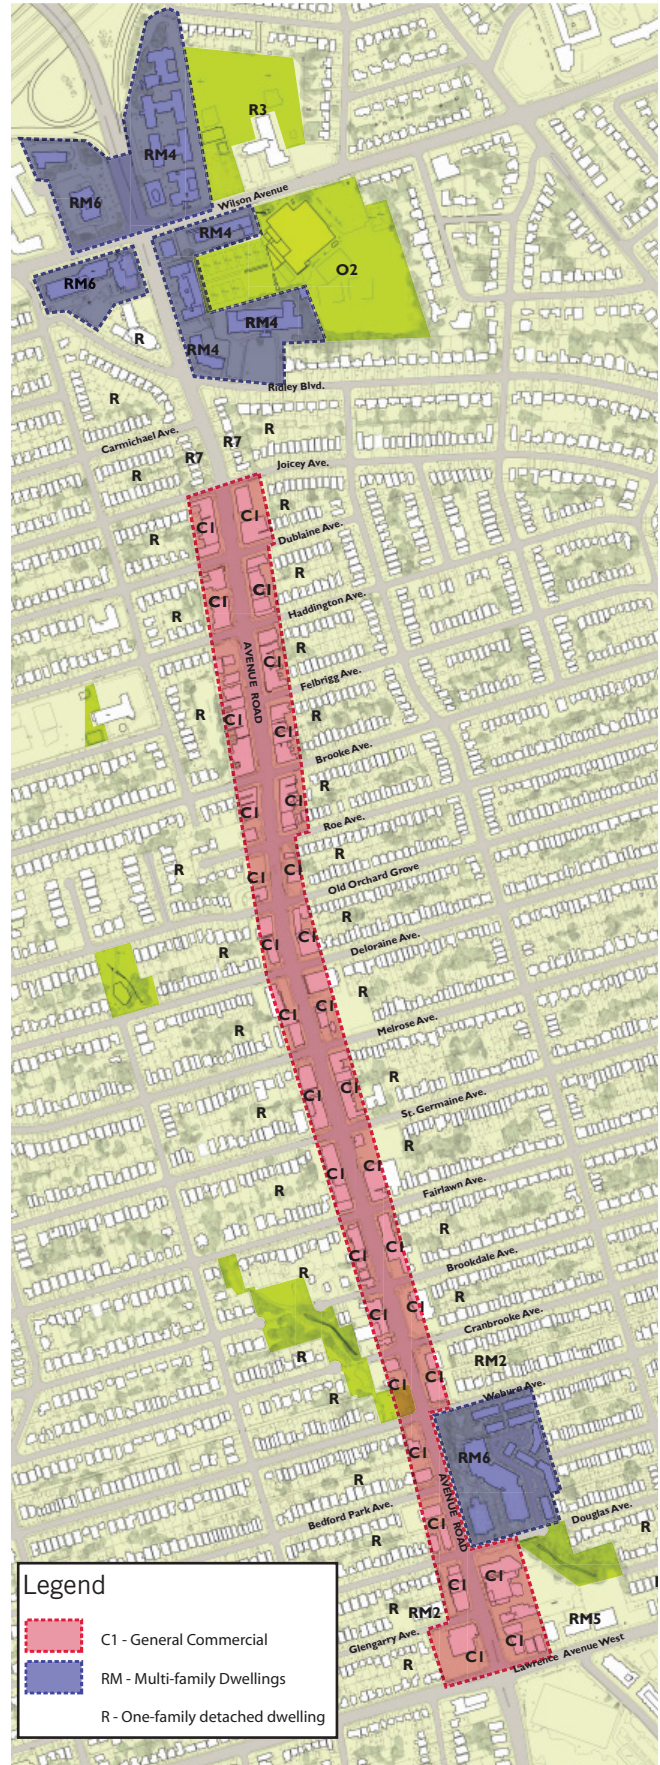 R3
RM4
RM6
Wilson Avenue
RM4
O2
RM6
RM4
R
RM4
Ridley Blvd.
R
R
R7
Carmichael Ave.
R7
Joicey Ave.
R
R
C1
C1
Dublaine Ave.
R
R
C1
C1
Haddington Ave.
R
R
C1
AVENUE ROAD
Felbrigg Ave.
R
R
C1
C1
Brooke Ave.
R
C1
C1
Roe Ave.
R
R
C1
C1
Old Orchard Grove
R
C1
C1
Deloraine Ave.
R
R
C1
C1
Melrose Ave.
R
R
C1
C1
St. Germaine Ave.
R
R
C1
C1
Fairlawn Ave.
R
R
C1
C1
Brookdale Ave.
R
R
C1
C1
Cranbrooke Ave.
R
RM2
C1
C1
Woburn Ave.
R
C1
RM6
R
AVENUE ROAD
Bedford Park Ave.
C1
Douglas Ave.
R
R
C1
C1
R
RM2
RM5
Glengarry Ave.
C1
C1
Lawrence Avenue West
R
Legend
C1 - General Commercial
RM - Multi-family Dwellings
R - One-family detached dwelling